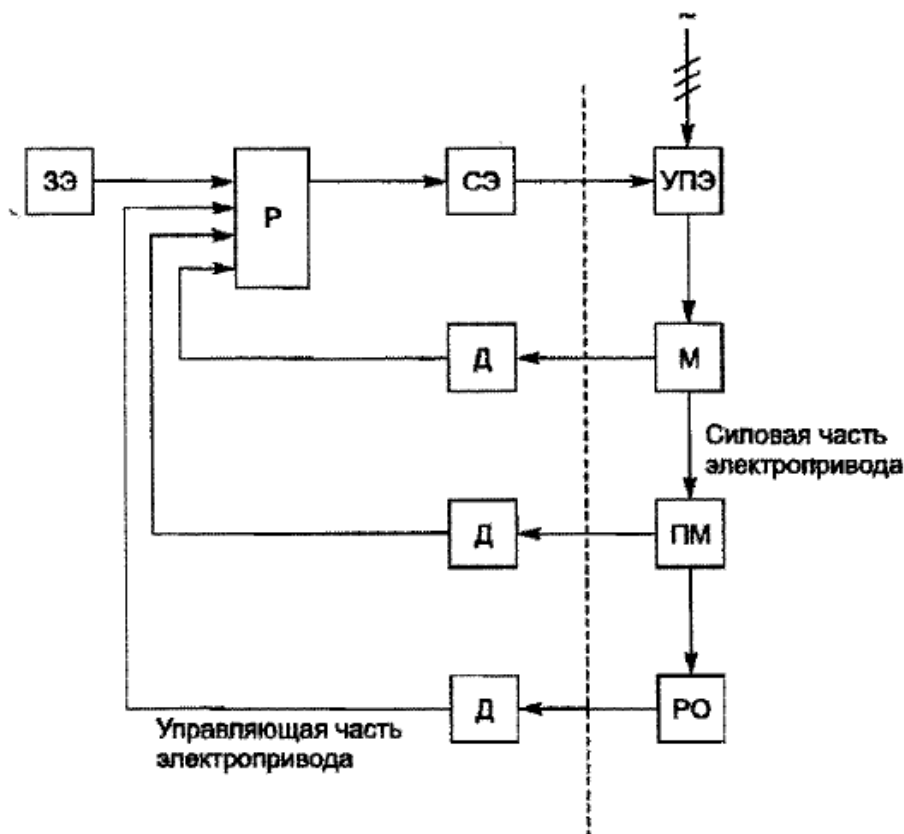 ~
ЗЭ
Р
СЭ
УПЭ
Д
М
Силовая часть
электропривода
Д
ПМ
Д
РО
Управляющая часть
электропривода